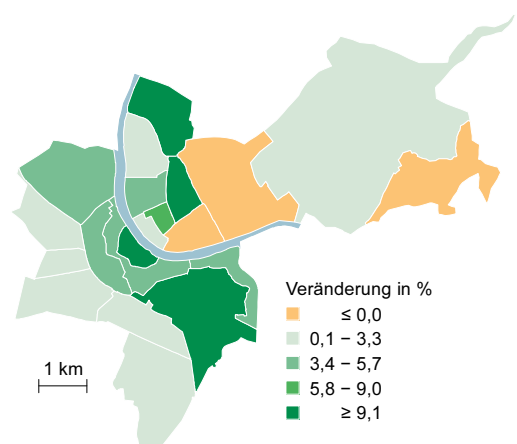 Veränderung in %
≤ 0,0
0,1 – 3,3
3,4 – 5,7
5,8 – 9,0
≥ 9,1
1 km